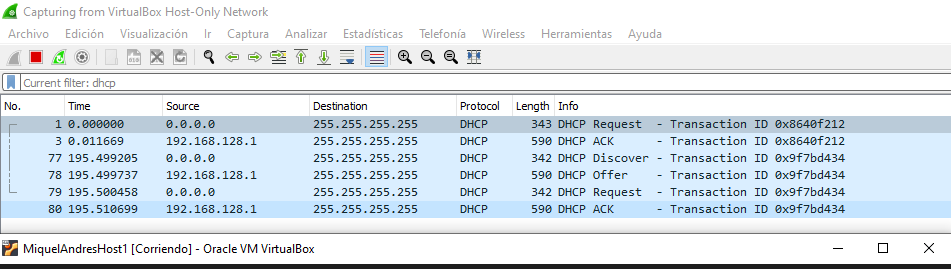 Capturing from VirtualBox Host-Only Network
Archivo Edición Visualización Ir Captura Analizar Estadísticas Telefonía Wireless Herramientas Ayuda
Current filter: dhcp
No. Time Source Destination Protocol Length Info
1 0.000000 0.0.0.0 255.255.255.255 DHCP 343 DHCP Request - Transaction ID 0x8640f212
3 0.011669 192.168.128.1 255.255.255.255 DHCP 590 DHCP ACK - Transaction ID 0x8640f212
77 195.499205 0.0.0.0 255.255.255.255 DHCP 342 DHCP Discover - Transaction ID 0x9f7bd434
78 195.499737 192.168.128.1 255.255.255.255 DHCP 590 DHCP Offer - Transaction ID 0x9f7bd434
79 195.500458 0.0.0.0 255.255.255.255 DHCP 342 DHCP Request - Transaction ID 0x9f7bd434
80 195.510699 192.168.128.1 255.255.255.255 DHCP 590 DHCP ACK - Transaction ID 0x9f7bd434
MiquelAndresHost1 [Corriendo] - Oracle VM VirtualBox